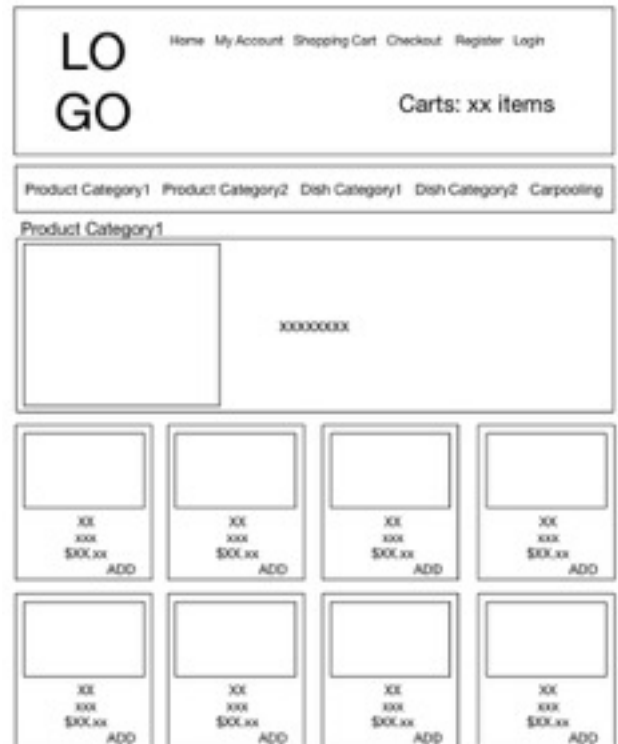 LO
GO
Home My Account Shopping Cart Checkout Register Login
Carts: xx items
Product Category1 Product Category2 Dish Category1 Dish Category2 Carpooling
Product Category1
xxxxxxxx
XX XX XX XX
xxx xxx xxx xxx
$XX.xx $XX.xx $XX.xx $XX.xx
ADD ADD ADD ADD
XX XX XX XX
xxx xxx xxx xxx
$XX.xx $XX.xx $XX.xx $XX.xx
ADD ADD ADD ADD